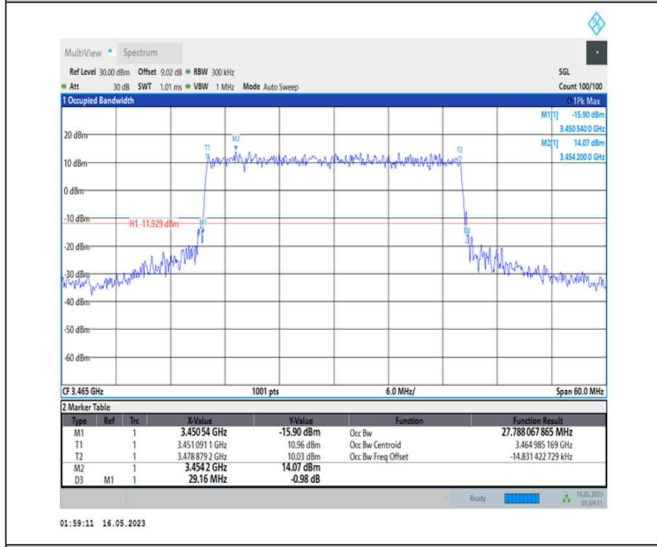 MultiView Spectrum
Ref Level 30.00 dBm Offset 9.02 dB RBW 300 kHz SGL
Att 30 dB SWT 1.01 ms VBW 1 MHz Mode Auto Sweep Count 100/100
1 Occupied Bandwidth 1Pk Max
M1[1] -15.90 dBm
3.450 540 0 GHz
M2[1] 14.07 dBm
3.454 200 0 GHz
20 dBm
T1 M2 T2
10 dBm
0 dBm
-10 dBm
H1 -11.929 dBm
-20 dBm
-30 dBm
-40 dBm
-50 dBm
-60 dBm
CF 3.465 GHz 1001 pts 6.0 MHz/ Span 60.0 MHz
2 Marker Table
Type Ref Trc X-Value Y-Value Function Function Result
M1 1 3.450 54 GHz -15.90 dBm Occ Bw 27.788 067 865 MHz
T1 1 3.451 091 1 GHz 10.96 dBm Occ Bw Centroid 3.464 985 169 GHz
T2 1 3.478 879 2 GHz 10.03 dBm Occ Bw Freq Offset -14.831 422 729 kHz
M2 1 3.454 2 GHz 14.07 dBm
D3 M1 1 29.16 MHz -0.98 dB
Ready 16.05.2023
01:59:11
01:59:11 16.05.2023